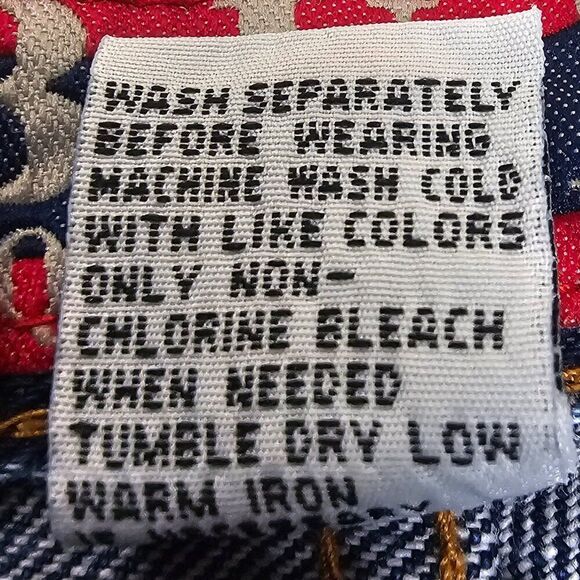 WASH SEPARATELY
BEFORE WEARING
MACHINE WASH COLD
WITH LIKE COLORS
ONLY NON-
CHLORINE BLEACH
WHEN NEEDED
TUMBLE DRY LOW
WARM IRON